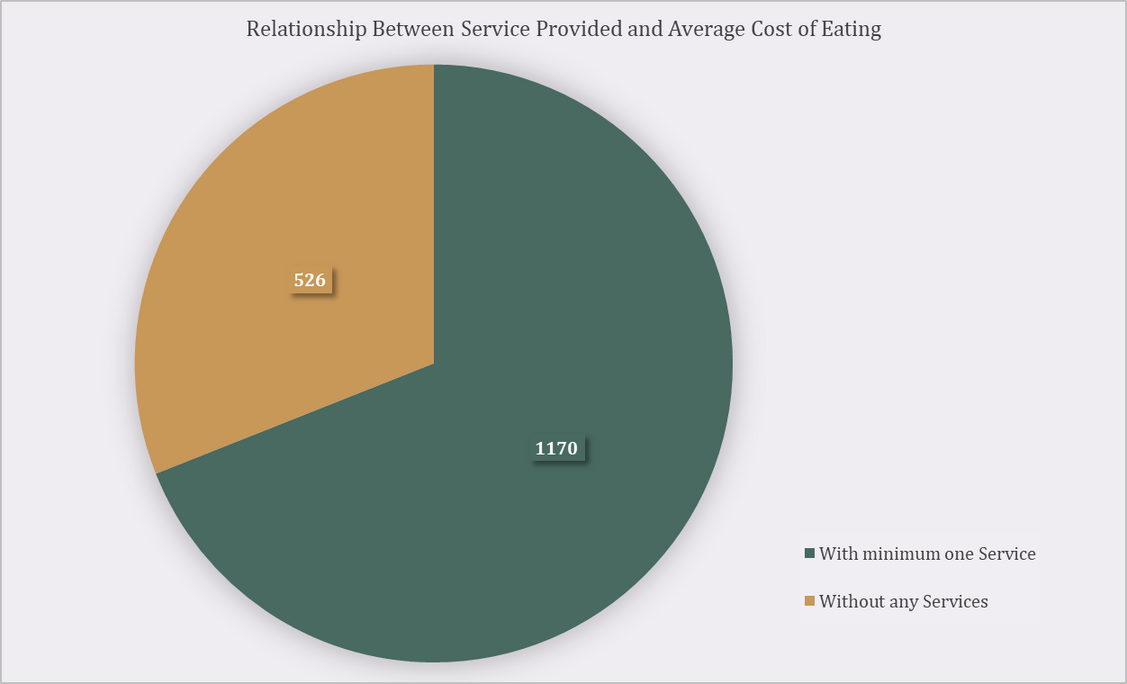 Relationship Between Service Provided and Average Cost of Eating
526
1170
With minimum one Service
Without any Services